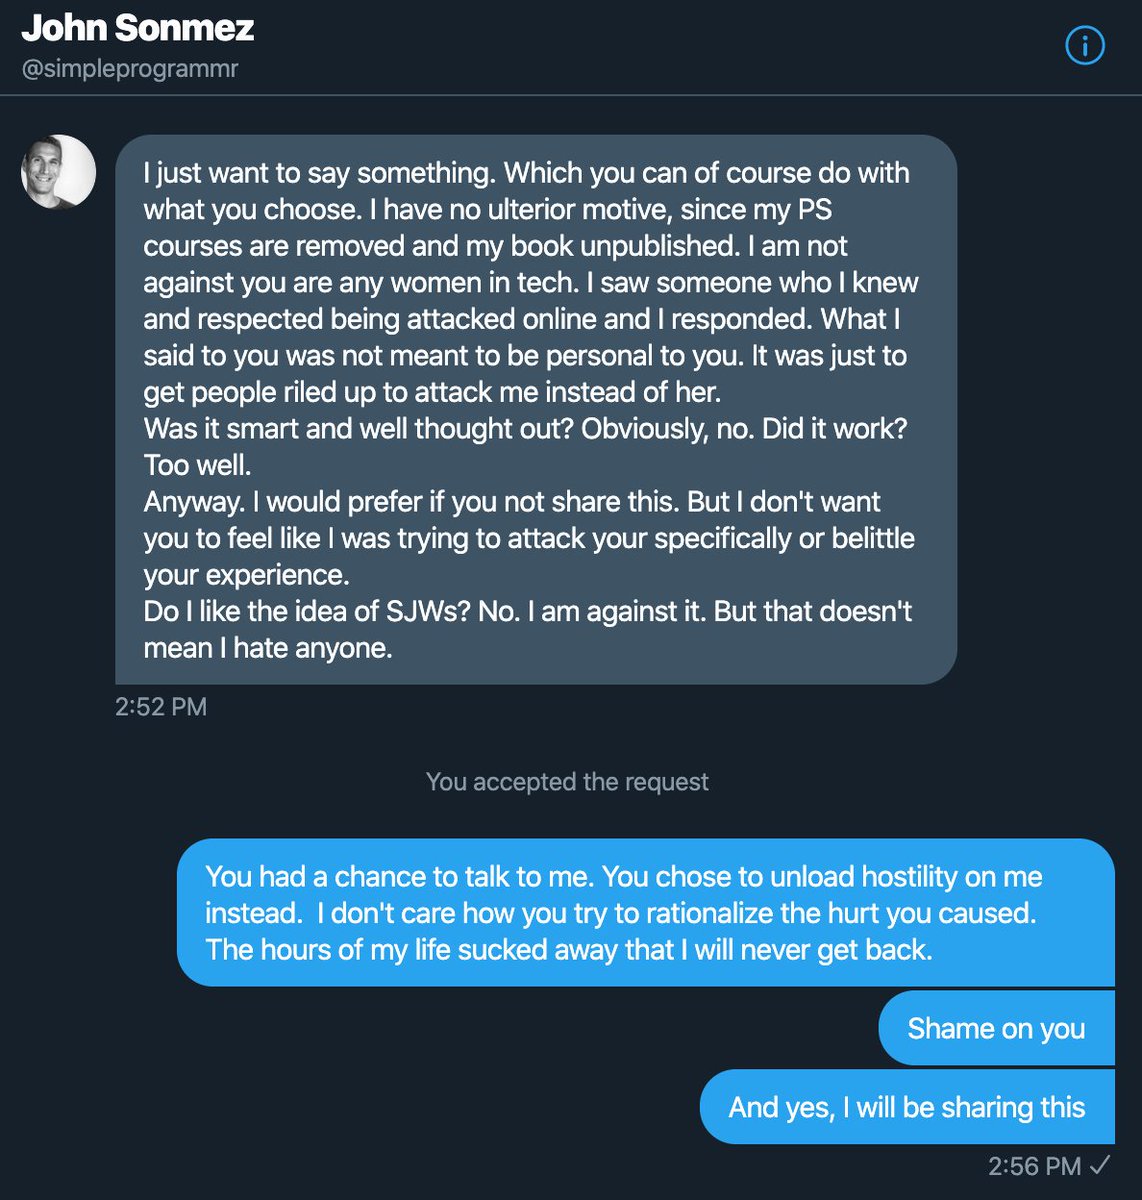 John Sonmez
@simpleprogrammr
I just want to say something. Which you can of course do with
what you choose. I have no ulterior motive, since my PS
courses are removed and my book unpublished. I am not
against you are any women in tech. I saw someone who I knew
and respected being attacked online and I responded. What I
said to you was not meant to be personal to you. It was just to
get people riled up to attack me instead of her.
Was it smart and well thought out? Obviously, no. Did it work?
Too well.
Anyway. I would prefer if you not share this. But I don't want
you to feel like I was trying to attack your specifically or belittle
your experience.
Do I like the idea of SJWs? No. I am against it. But that doesn't
mean I hate anyone.
2:52 PM
You accepted the request
You had a chance to talk to me. You chose to unload hostility on me
instead.  I don't care how you try to rationalize the hurt you caused.
The hours of my life sucked away that I will never get back.
Shame on you
And yes, I will be sharing this
2:56 PM ✓